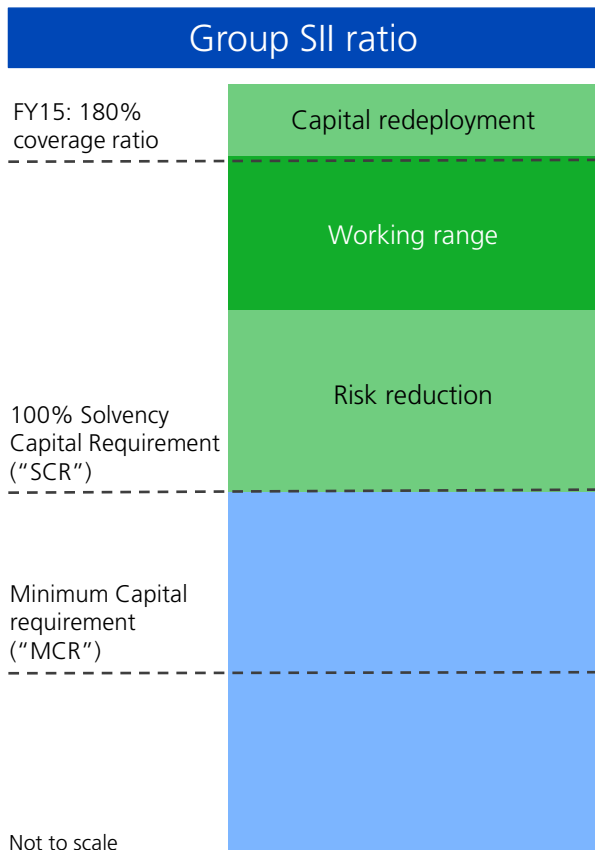 Group SII ratio
FY15: 180%
coverage ratio
Capital redeployment
Working range
Risk reduction
100% Solvency
Capital Requirement
(“SCR”)
Minimum Capital
requirement
(“MCR”)
Not to scale